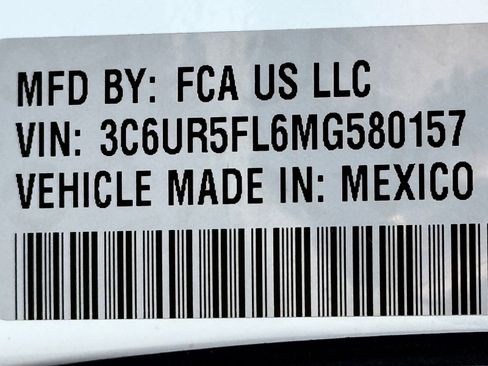 MFD BY: FCA US LLC
VIN: 3C6UR5FL6MG580157
VEHICLE MADE IN: MEXICO